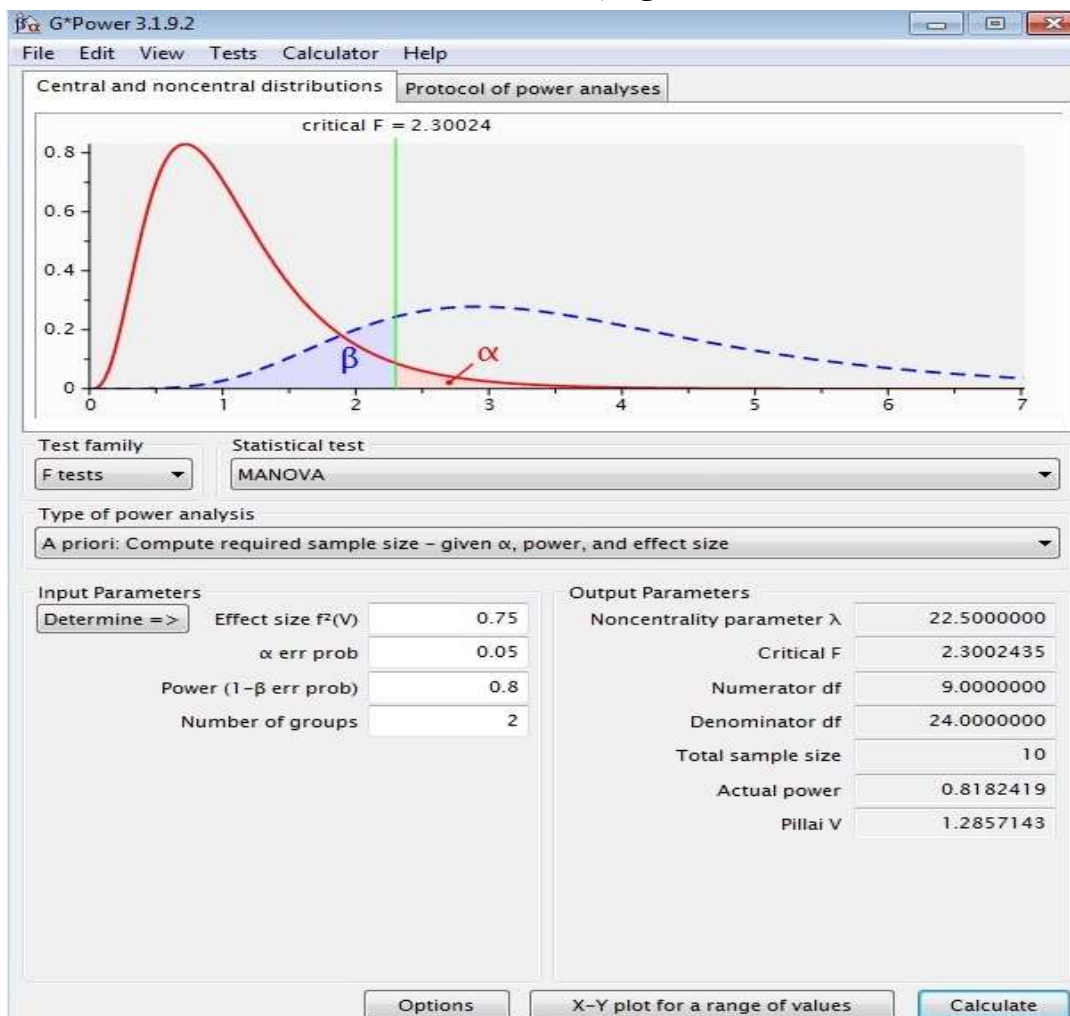 βα G*Power 3.1.9.2
File Edit View Tests Calculator Help
Central and noncentral distributions Protocol of power analyses
critical F = 2.30024
0.8
0.6
0.4
0.2
0
β
α
0 1 2 3 4 5 6 7
Test family Statistical test
F tests MANOVA
Type of power analysis
A priori: Compute required sample size - given α, power, and effect size
Input Parameters
Determine => Effect size f²(V) 0.75
α err prob 0.05
Power (1-β err prob) 0.8
Number of groups 2
Output Parameters
Noncentrality parameter λ 22.5000000
Critical F 2.3002435
Numerator df 9.0000000
Denominator df 24.0000000
Total sample size 10
Actual power 0.8182419
Pillai V 1.2857143
Options X-Y plot for a range of values Calculate